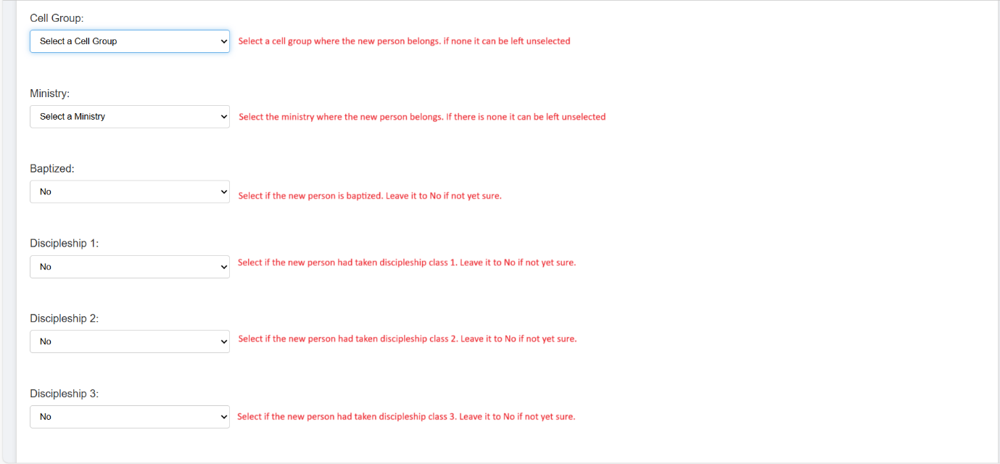 Cell Group:
Select a Cell Group Select a cell group where the new person belongs. if none it can be left unselected
Ministry:
Select a Ministry Select the ministry where the new person belongs. If there is none it can be left unselected
Baptized:
No Select if the new person is baptized. Leave it to No if not yet sure.
Discipleship 1:
No Select if the new person had taken discipleship class 1. Leave it to No if not yet sure.
Discipleship 2:
No Select if the new person had taken discipleship class 2. Leave it to No if not yet sure.
Discipleship 3:
No Select if the new person had taken discipleship class 3. Leave it to No if not yet sure.